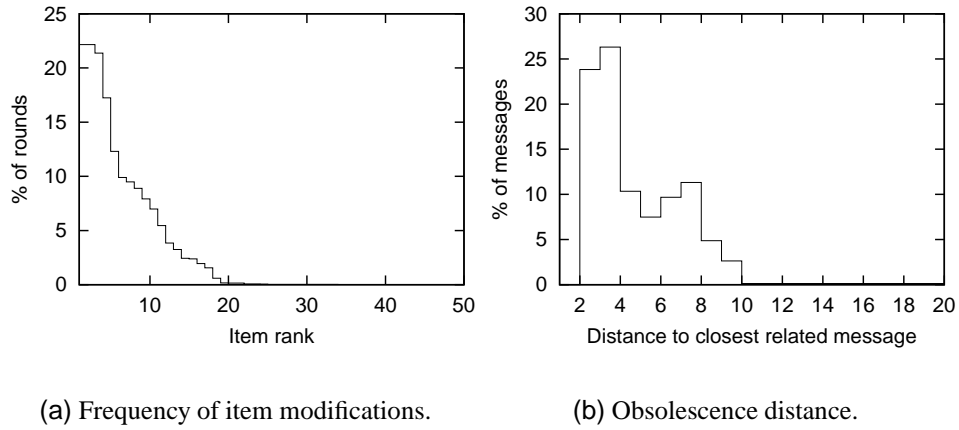 25
20
15
10
5
0
% of rounds
10 20 30 40 50
Item rank
30
25
20
15
10
5
0
% of messages
2 4 6 8 10 12 14 16 18 20
Distance to closest related message
(a) Frequency of item modifications.
(b) Obsolescence distance.